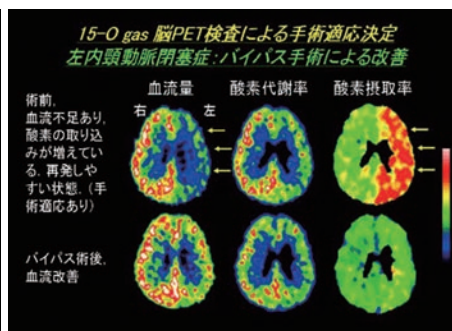 15-O gas 脳PET検査による手術適応決定
左内頸動脈閉塞症:バイパス手術による改善
血流量 酸素代謝率 酸素摂取率
右 左
術前,
血流不足あり,
酸素の取り込
みが増えてい
る.再発しや
すい状態.(手
術適応あり)
バイパス術後,
血流改善